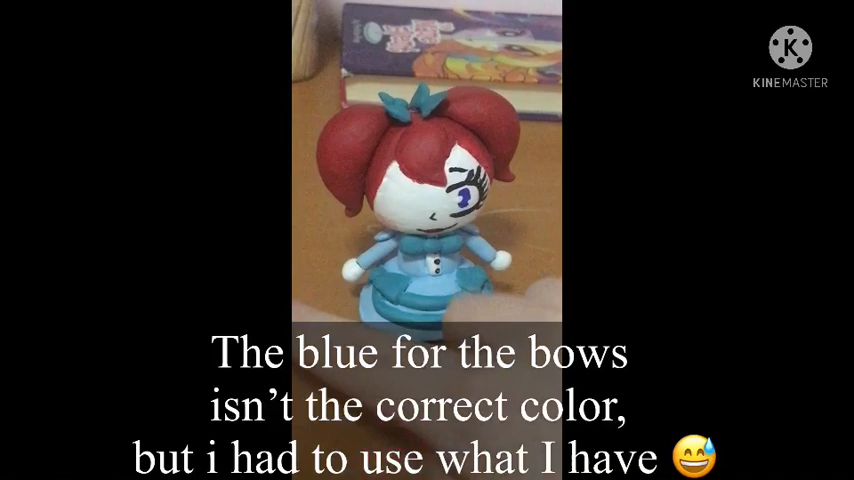 K
KINEMASTER
The blue for the bows
isn't the correct color,
but i had to use what I have 😅